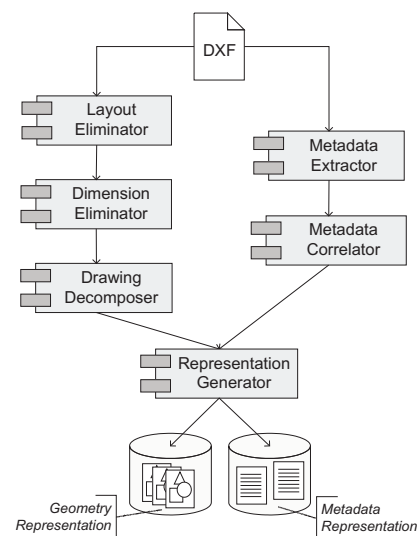 DXF
Layout
Eliminator
Metadata
Extractor
Dimension
Eliminator
Metadata
Correlator
Drawing
Decomposer
Representation
Generator
Geometry
Representation
Metadata
Representation